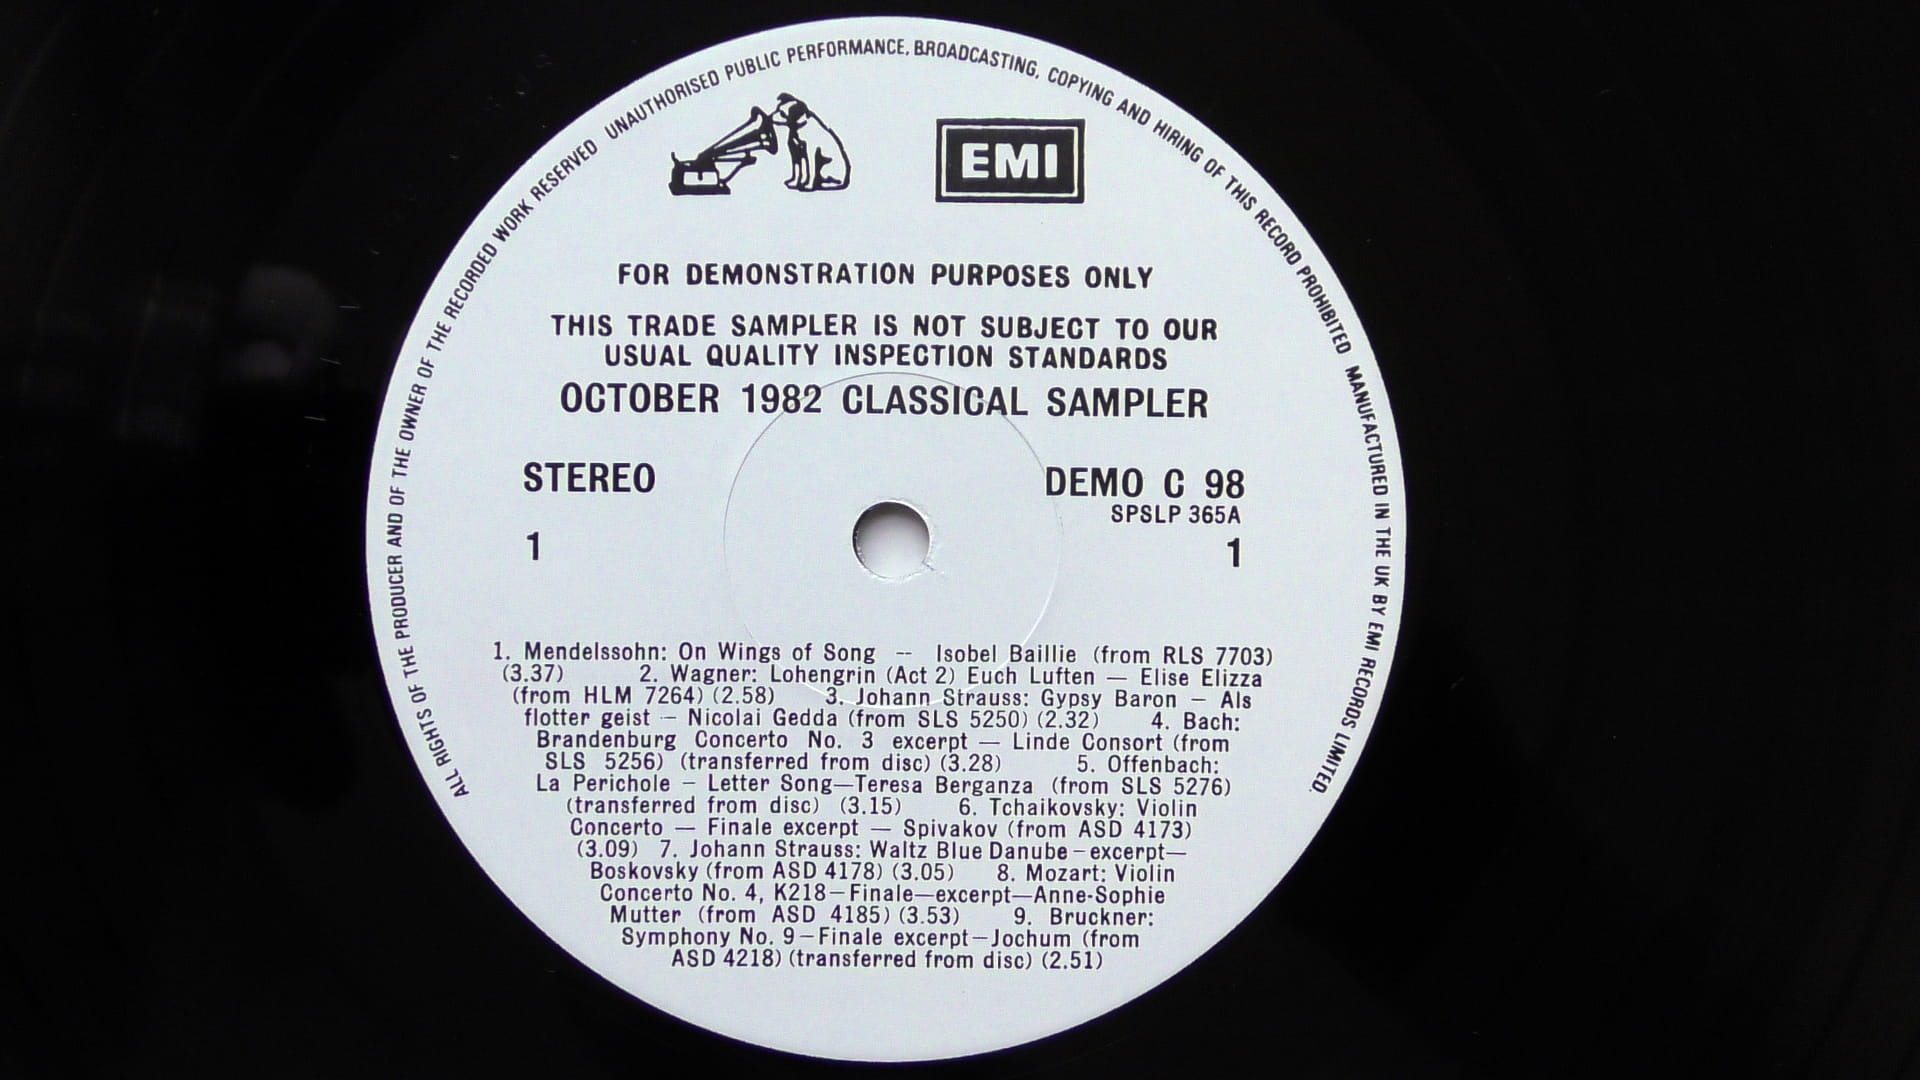 ALL RIGHTS OF THE PRODUCER AND OF THE OWNER OF THE RECORDED WORK RESERVED UNAUTHORISED PUBLIC PERFORMANCE, BROADCASTING, COPYING AND HIRING OF THIS RECORD PROHIBITED MANUFACTURED IN THE UK BY EMI RECORDS LIMITED.
EMI
FOR DEMONSTRATION PURPOSES ONLY
THIS TRADE SAMPLER IS NOT SUBJECT TO OUR
USUAL QUALITY INSPECTION STANDARDS
OCTOBER 1982 CLASSICAL SAMPLER
STEREO DEMO C 98
SPSLP 365A
1 1
1. Mendelssohn: On Wings of Song -- Isobel Baillie (from RLS 7703)
(3.37) 2. Wagner: Lohengrin (Act 2) Euch Luften — Elise Elizza
(from HLM 7264) (2.58) 3. Johann Strauss: Gypsy Baron — Als
flotter geist — Nicolai Gedda (from SLS 5250) (2.32) 4. Bach:
Brandenburg Concerto No. 3 excerpt — Linde Consort (from
SLS 5256) (transferred from disc) (3.28) 5. Offenbach:
La Perichole — Letter Song—Teresa Berganza (from SLS 5276)
(transferred from disc) (3.15) 6. Tchaikovsky: Violin
Concerto — Finale excerpt — Spivakov (from ASD 4173)
(3.09) 7. Johann Strauss: Waltz Blue Danube–excerpt—
Boskovsky (from ASD 4178) (3.05) 8. Mozart: Violin
Concerto No. 4, K218—Finale—excerpt—Anne-Sophie
Mutter (from ASD 4185) (3.53) 9. Bruckner:
Symphony No. 9—Finale excerpt—Jochum (from
ASD 4218) (transferred from disc) (2.51)